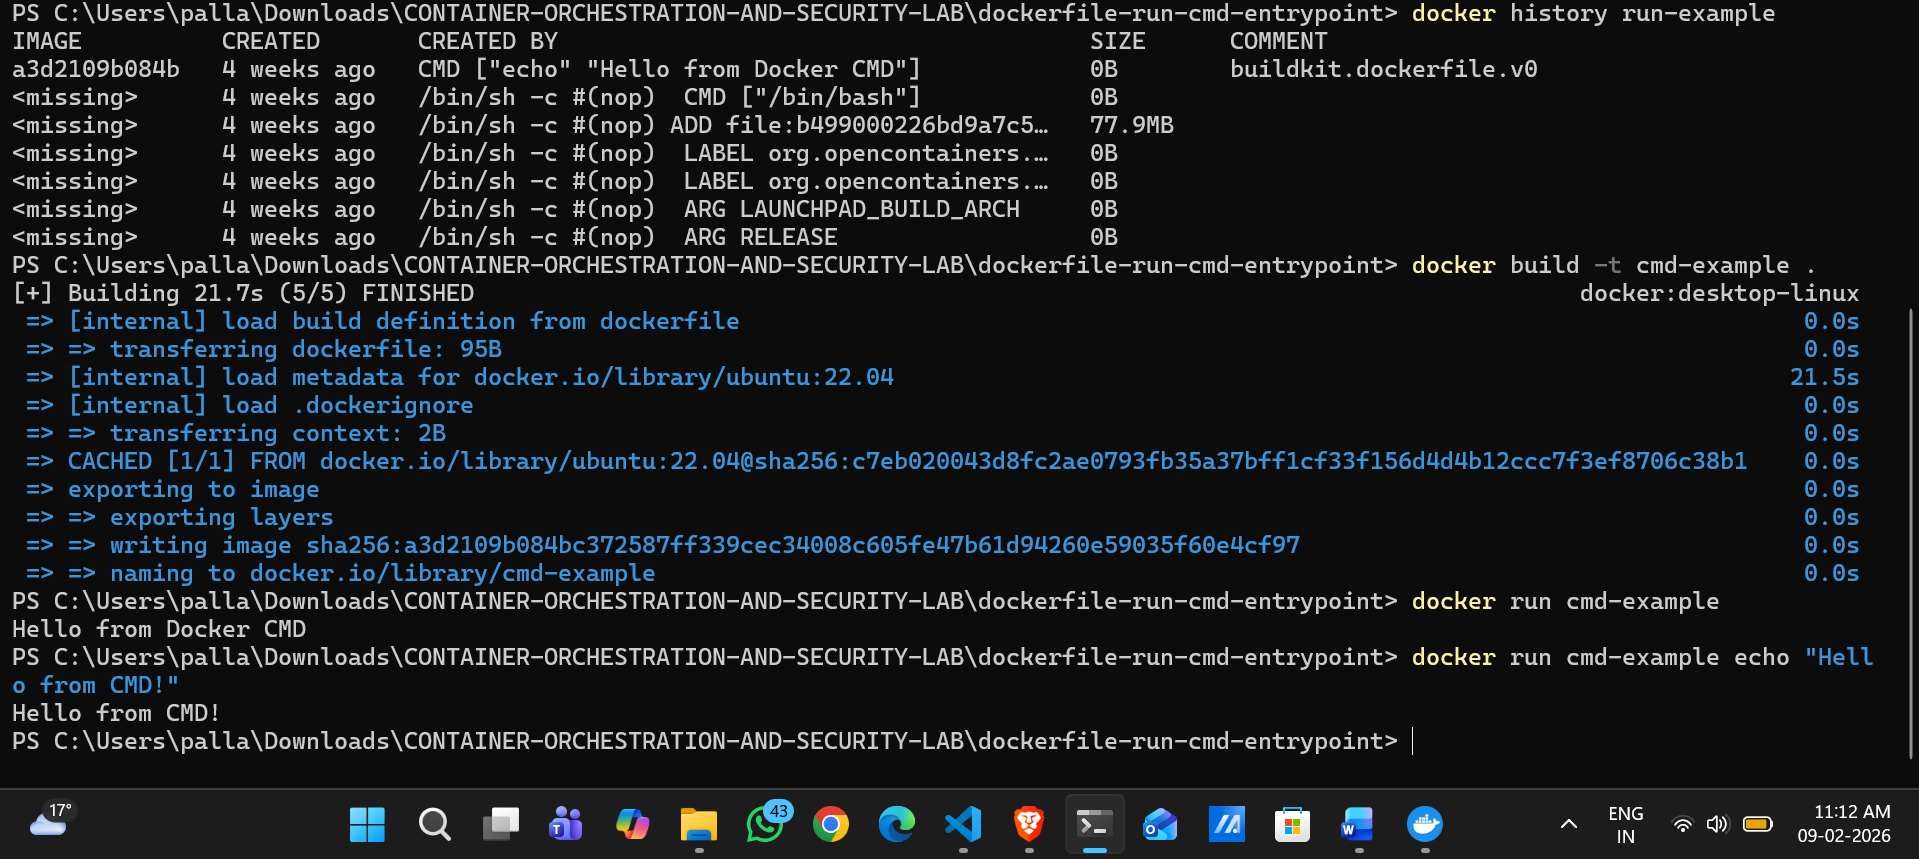 PS C:\Users\palla\Downloads\CONTAINER-ORCHESTRATION-AND-SECURITY-LAB\dockerfile-run-cmd-entrypoint> docker history run-example
IMAGE CREATED CREATED BY SIZE COMMENT
a3d2109b084b 4 weeks ago CMD ["echo" "Hello from Docker CMD"] 0B buildkit.dockerfile.v0
<missing> 4 weeks ago /bin/sh -c #(nop) CMD ["/bin/bash"] 0B
<missing> 4 weeks ago /bin/sh -c #(nop) ADD file:b499000226bd9a7c5… 77.9MB
<missing> 4 weeks ago /bin/sh -c #(nop) LABEL org.opencontainers.… 0B
<missing> 4 weeks ago /bin/sh -c #(nop) LABEL org.opencontainers.… 0B
<missing> 4 weeks ago /bin/sh -c #(nop) ARG LAUNCHPAD_BUILD_ARCH 0B
<missing> 4 weeks ago /bin/sh -c #(nop) ARG RELEASE 0B
PS C:\Users\palla\Downloads\CONTAINER-ORCHESTRATION-AND-SECURITY-LAB\dockerfile-run-cmd-entrypoint> docker build -t cmd-example .
[+] Building 21.7s (5/5) FINISHED docker:desktop-linux
=> [internal] load build definition from dockerfile 0.0s
=> => transferring dockerfile: 95B 0.0s
=> [internal] load metadata for docker.io/library/ubuntu:22.04 21.5s
=> [internal] load .dockerignore 0.0s
=> => transferring context: 2B 0.0s
=> CACHED [1/1] FROM docker.io/library/ubuntu:22.04@sha256:c7eb020043d8fc2ae0793fb35a37bff1cf33f156d4d4b12ccc7f3ef8706c38b1 0.0s
=> exporting to image 0.0s
=> => exporting layers 0.0s
=> => writing image sha256:a3d2109b084bc372587ff339cec34008c605fe47b61d94260e59035f60e4cf97 0.0s
=> => naming to docker.io/library/cmd-example 0.0s
PS C:\Users\palla\Downloads\CONTAINER-ORCHESTRATION-AND-SECURITY-LAB\dockerfile-run-cmd-entrypoint> docker run cmd-example
Hello from Docker CMD
PS C:\Users\palla\Downloads\CONTAINER-ORCHESTRATION-AND-SECURITY-LAB\dockerfile-run-cmd-entrypoint> docker run cmd-example echo "Hell
o from CMD!"
Hello from CMD!
PS C:\Users\palla\Downloads\CONTAINER-ORCHESTRATION-AND-SECURITY-LAB\dockerfile-run-cmd-entrypoint>
17°
43
ENG
IN
11:12 AM
09-02-2026